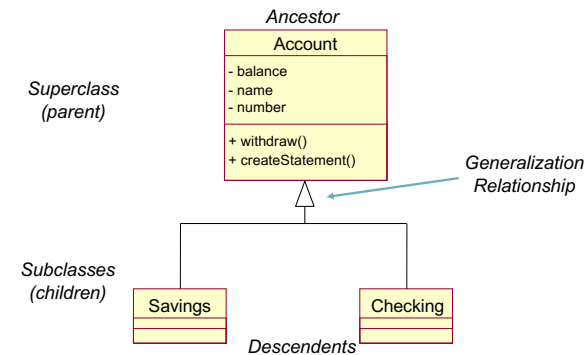 Ancestor
Account
- balance
- name
- number
+ withdraw()
+ createStatement()
Superclass
(parent)
Generalization
Relationship
Subclasses
(children)
Savings
Checking
Descendents